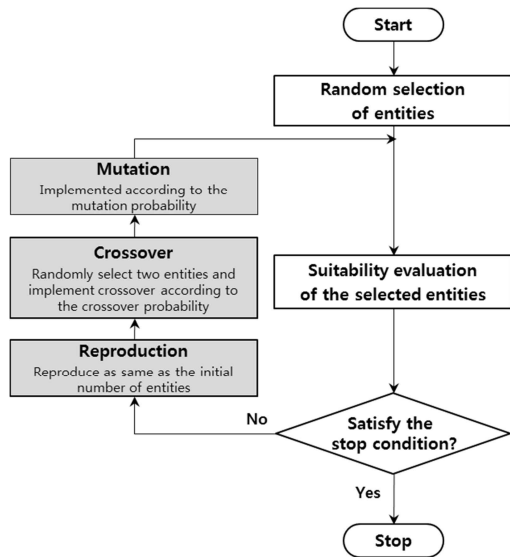 Start
Random selection
of entities
Mutation
Implemented according to the
mutation probability
Crossover
Randomly select two entities and
implement crossover according to
the crossover probability
Suitability evaluation
of the selected entities
Reproduction
Reproduce as same as the initial
number of entities
No
Satisfy the
stop condition?
Yes
Stop